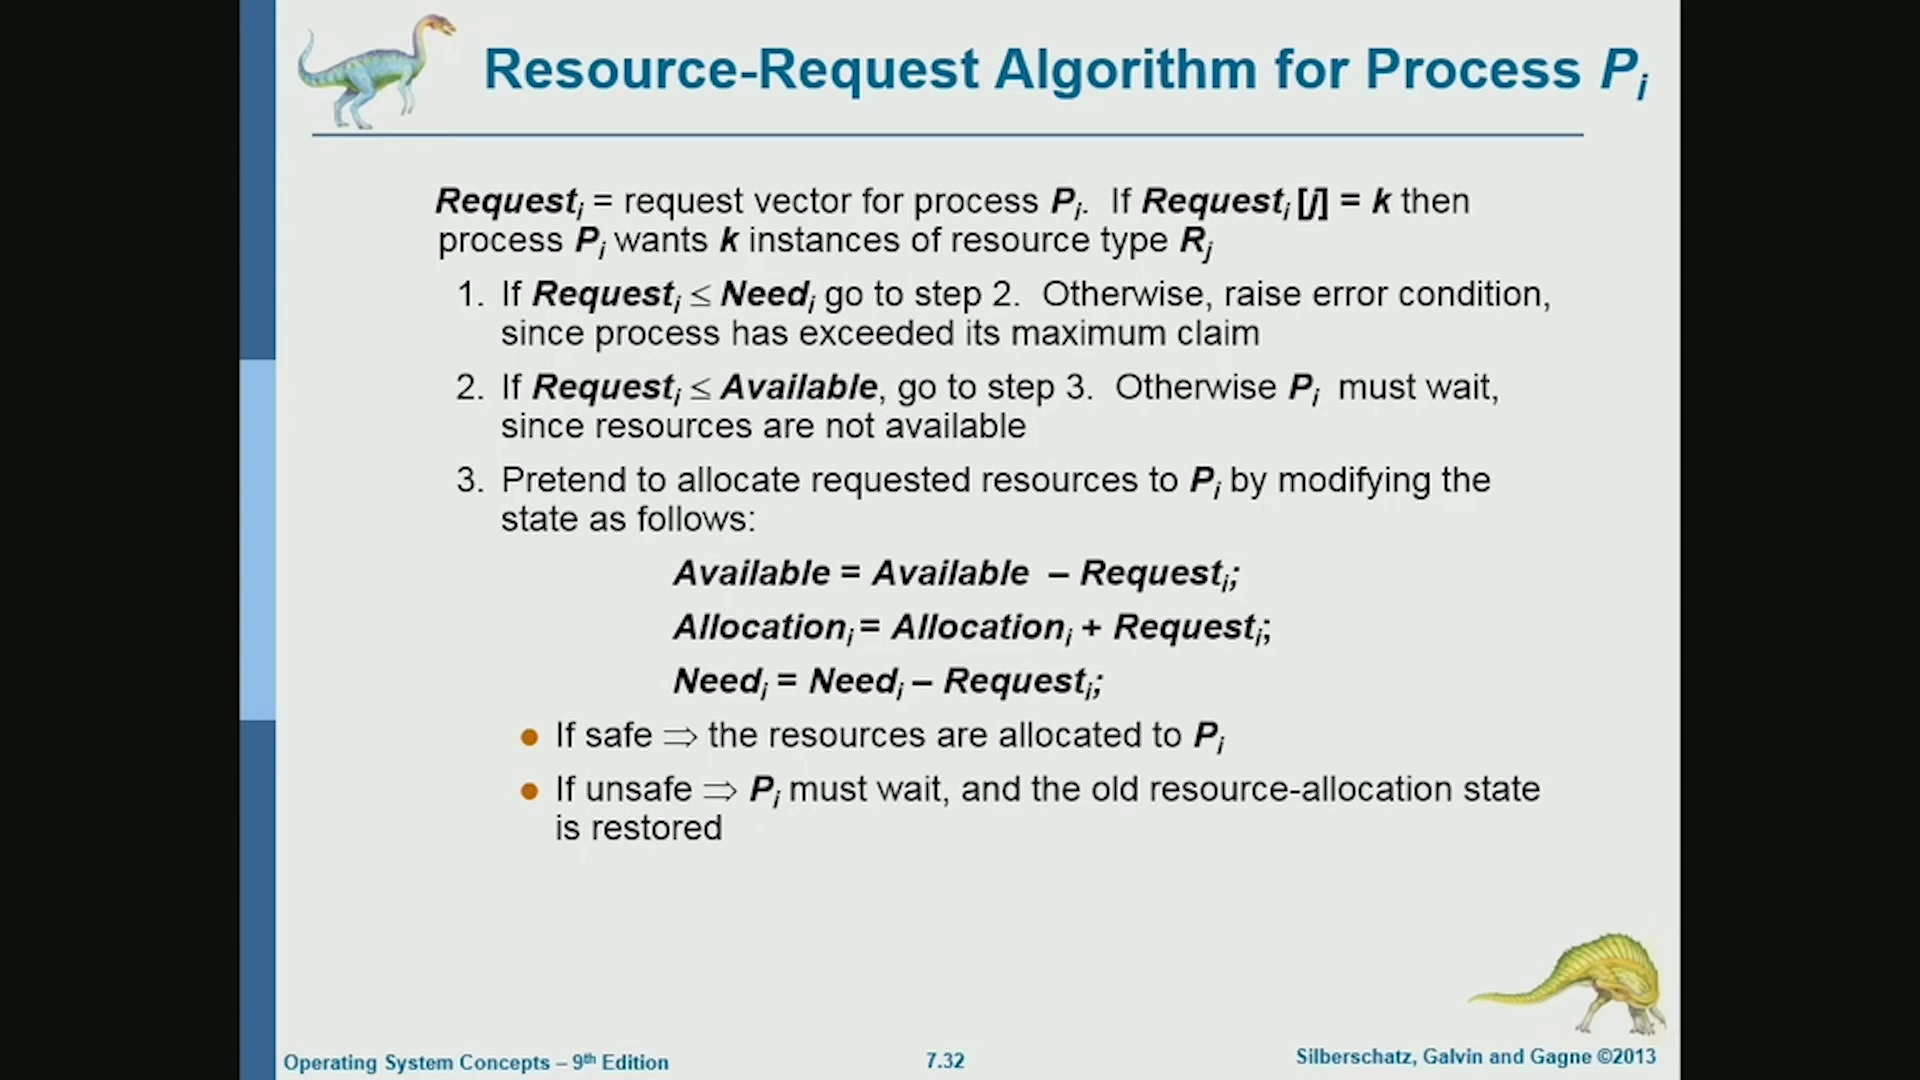 Resource-Request Algorithm for Process Pi
Requesti = request vector for process Pi. If Requesti [j] = k then
process Pi wants k instances of resource type Rj
1. If Requesti ≤ Needi go to step 2. Otherwise, raise error condition,
since process has exceeded its maximum claim
2. If Requesti ≤ Available, go to step 3. Otherwise Pi must wait,
since resources are not available
3. Pretend to allocate requested resources to Pi by modifying the
state as follows:
Available = Available – Requesti;
Allocationi = Allocationi + Requesti;
Needi = Needi – Requesti;
● If safe ⇒ the resources are allocated to Pi
● If unsafe ⇒ Pi must wait, and the old resource-allocation state
is restored
Operating System Concepts – 9th Edition
7.32
Silberschatz, Galvin and Gagne ©2013